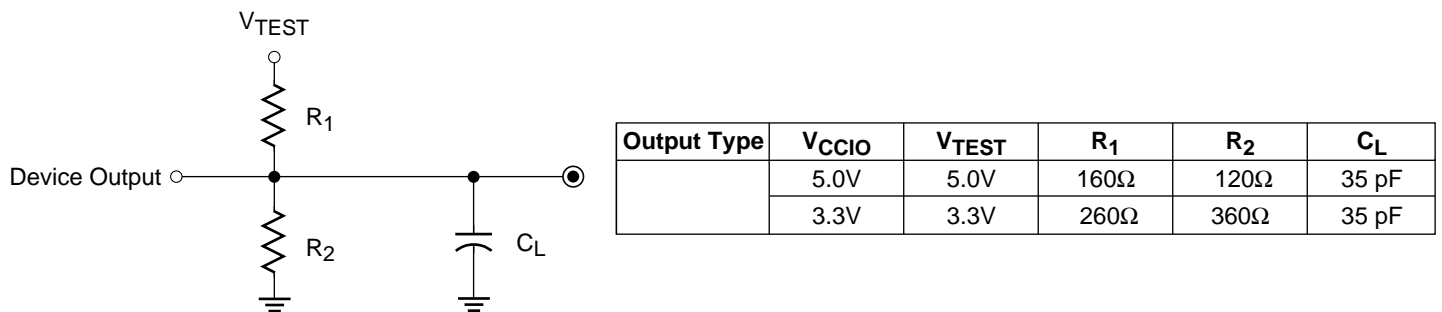 VTEST
R1
Device Output
R2
CL
Output Type VCCIO VTEST R1 R2 CL
5.0V 5.0V 160Ω 120Ω 35 pF
3.3V 3.3V 260Ω 360Ω 35 pF